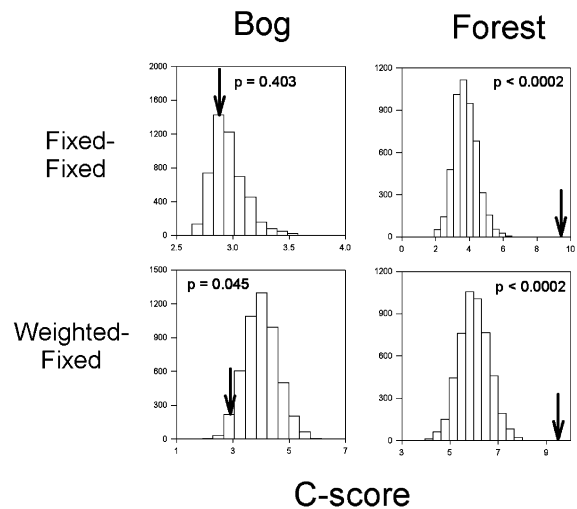 Bog Forest
Fixed-
Fixed
2000
1600
1200
800
400
0
p = 0.403
2.5 3.0 3.5 4.0
1200
900
600
300
0
p < 0.0002
0 2 4 6 8 10
Weighted-
Fixed
1500
1200
900
600
300
0
p = 0.045
1 3 5 7
1200
900
600
300
0
p < 0.0002
3 5 7 9
C-score